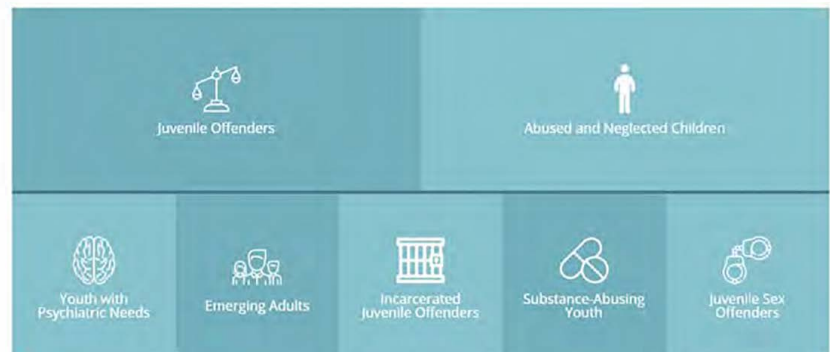 Juvenile Offenders
Abused and Neglected Children
Youth with
Psychiatric Needs
Emerging Adults
Incarcerated
Juvenile Offenders
Substance-Abusing
Youth
Juvenile Sex
Offenders